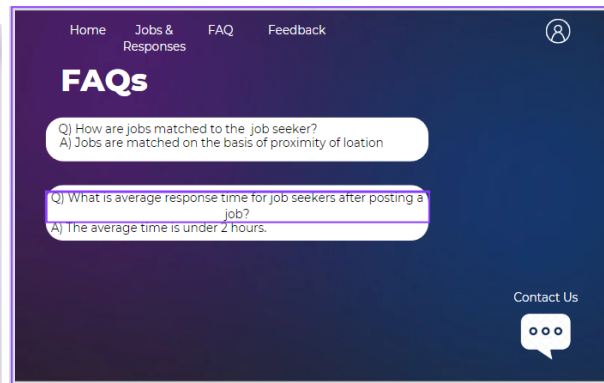 Home Jobs & FAQ Feedback
Responses
FAQs
Q) How are jobs matched to the job seeker?
A) Jobs are matched on the basis of proximity of loation
Q) What is average response time for job seekers after posting a
job?
A) The average time is under 2 hours.
Contact Us